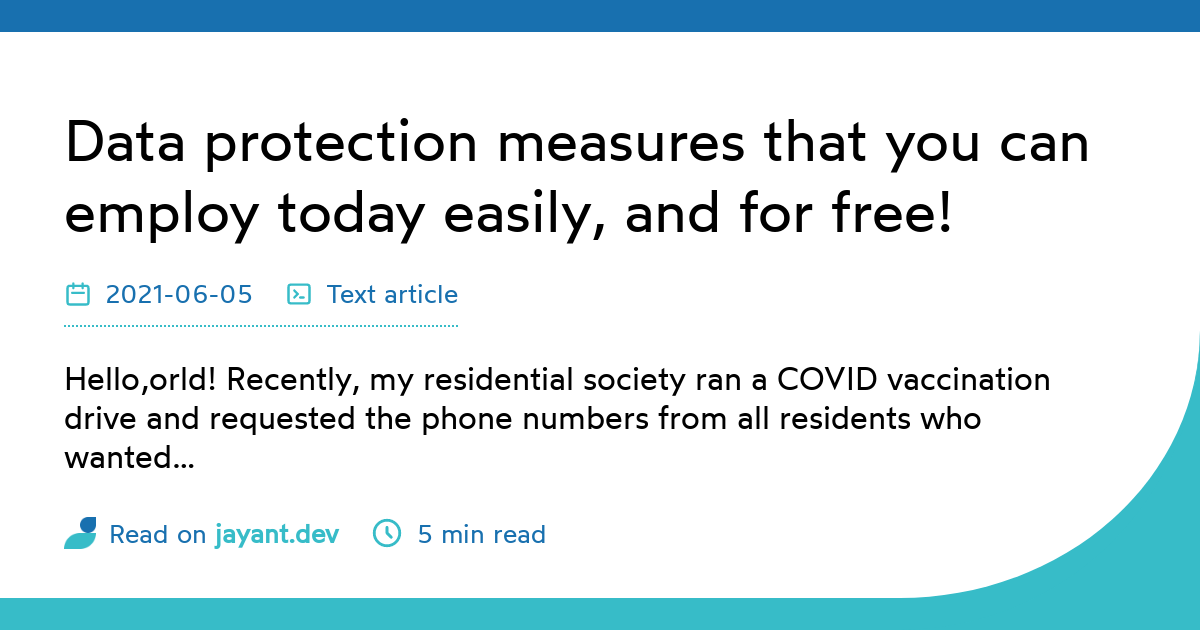 Data protection measures that you can
employ today easily, and for free!
2021-06-05 Text article
Hello,orld! Recently, my residential society ran a COVID vaccination
drive and requested the phone numbers from all residents who
wanted...
Read on jayant.dev 5 min read